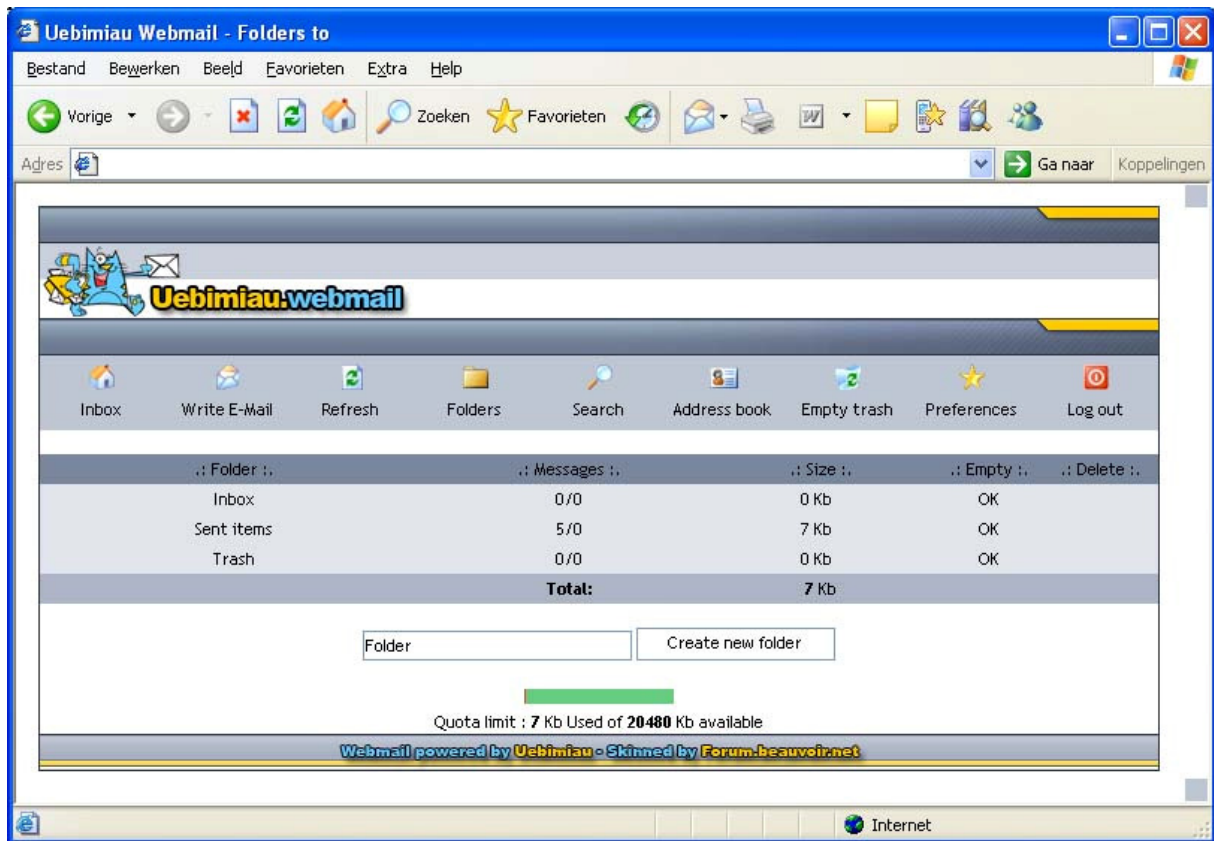 Uebimiau Webmail - Folders to
Bestand Bewerken Beeld Favorieten Extra Help
Vorige Zoeken Favorieten
Adres Ga naar Koppelingen
Uebimiau.webmail
Inbox Write E-Mail Refresh Folders Search Address book Empty trash Preferences Log out
.: Folder :. .: Messages :. .: Size :. .: Empty :. .: Delete :.
Inbox 0/0 0 Kb OK
Sent items 5/0 7 Kb OK
Trash 0/0 0 Kb OK
Total: 7 Kb
Folder Create new folder
Quota limit : 7 Kb Used of 20480 Kb available
Webmail powered by Uebimiau - Skinned by Forum.beauvoir.net
Internet